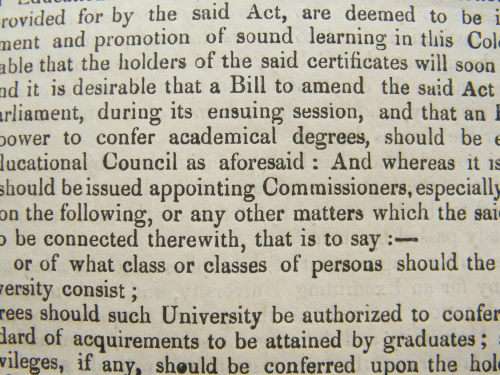 provided for by the said Act, are deemed to be
ment and promotion of sound learning in this Col
able that the holders of the said certificates will soon
nd it is desirable that a Bill to amend the said Act
arliament, during its ensuing session, and that an
power to confer academical degrees, should be e
ducational Council as aforesaid : And whereas it is
should be issued appointing Commissioners, especially
on the following, or any other matters which the said
o be connected therewith, that is to say :—
or of what class or classes of persons should the
versity consist ;
rees should such University be authorized to confer
dard of acquirements to be attained by graduates ;
vileges, if any, should be conferred upon the hold